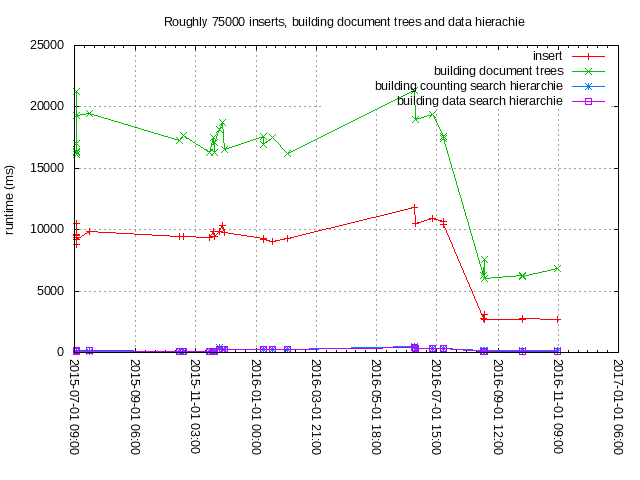 Roughly 75000 inserts, building document trees and data hierachie
runtime (ms)
25000
20000
15000
10000
5000
0
insert
building document trees
building counting search hierarchie
building data search hierarchie
2015-07-01 09:00
2015-09-01 06:00
2015-11-01 03:00
2016-01-01 00:00
2016-03-01 21:00
2016-05-01 18:00
2016-07-01 15:00
2016-09-01 12:00
2016-11-01 09:00
2017-01-01 06:00